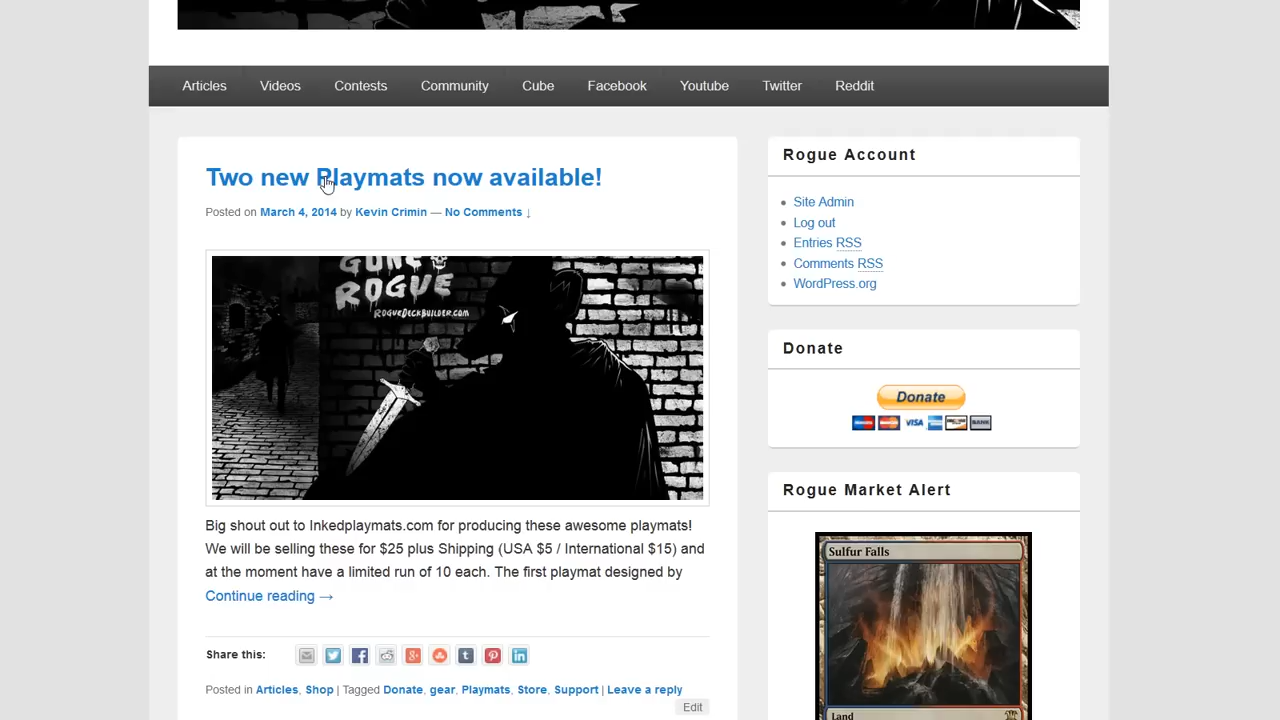 Articles Videos Contests Community Cube Facebook Youtube Twitter Reddit
Two new Playmats now available!
Posted on March 4, 2014 by Kevin Crimin — No Comments ↓
GONE
ROGUE
ROGUEDECKBUILDER.COM
Big shout out to Inkedplaymats.com for producing these awesome playmats!
We will be selling these for $25 plus Shipping (USA $5 / International $15) and
at the moment have a limited run of 10 each. The first playmat designed by
Continue reading →
Share this:
Posted in Articles, Shop | Tagged Donate, gear, Playmats, Store, Support | Leave a reply
Edit
Rogue Account
Site Admin
Log out
Entries RSS
Comments RSS
WordPress.org
Donate
Donate
VISA
Rogue Market Alert
Sulfur Falls
Land